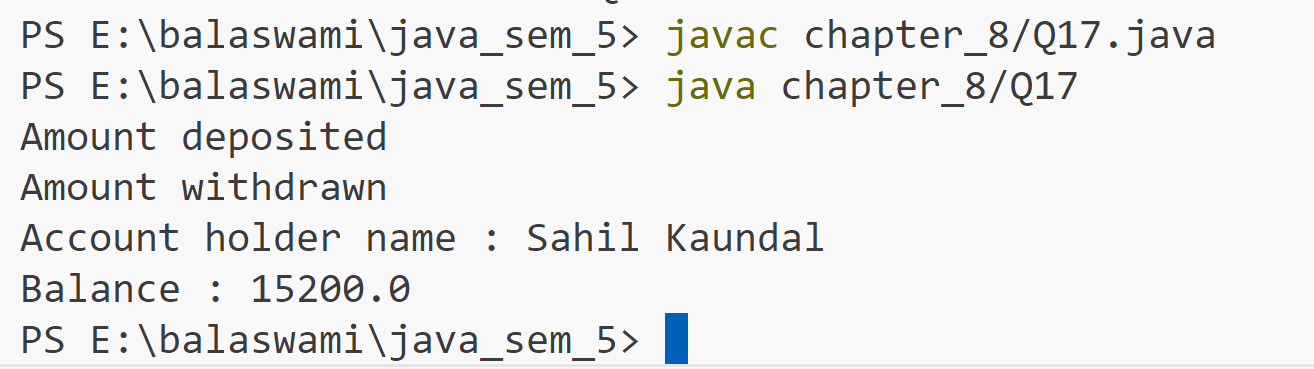 PS E:\balaswami\java_sem_5> javac chapter_8/Q17.java
PS E:\balaswami\java_sem_5> java chapter_8/Q17
Amount deposited
Amount withdrawn
Account holder name : Sahil Kaundal
Balance : 15200.0
PS E:\balaswami\java_sem_5>